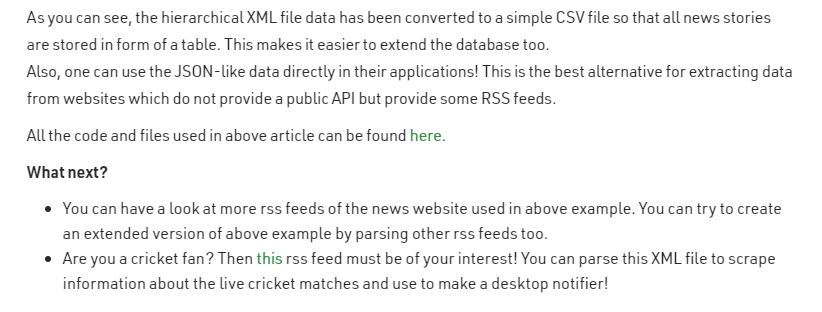 As you can see, the hierarchical XML file data has been converted to a simple CSV file so that all news stories
are stored in form of a table. This makes it easier to extend the database too.
Also, one can use the JSON-like data directly in their applications! This is the best alternative for extracting data
from websites which do not provide a public API but provide some RSS feeds.
All the code and files used in above article can be found here.
What next?
• You can have a look at more rss feeds of the news website used in above example. You can try to create
an extended version of above example by parsing other rss feeds too.
• Are you a cricket fan? Then this rss feed must be of your interest! You can parse this XML file to scrape
information about the live cricket matches and use to make a desktop notifier!